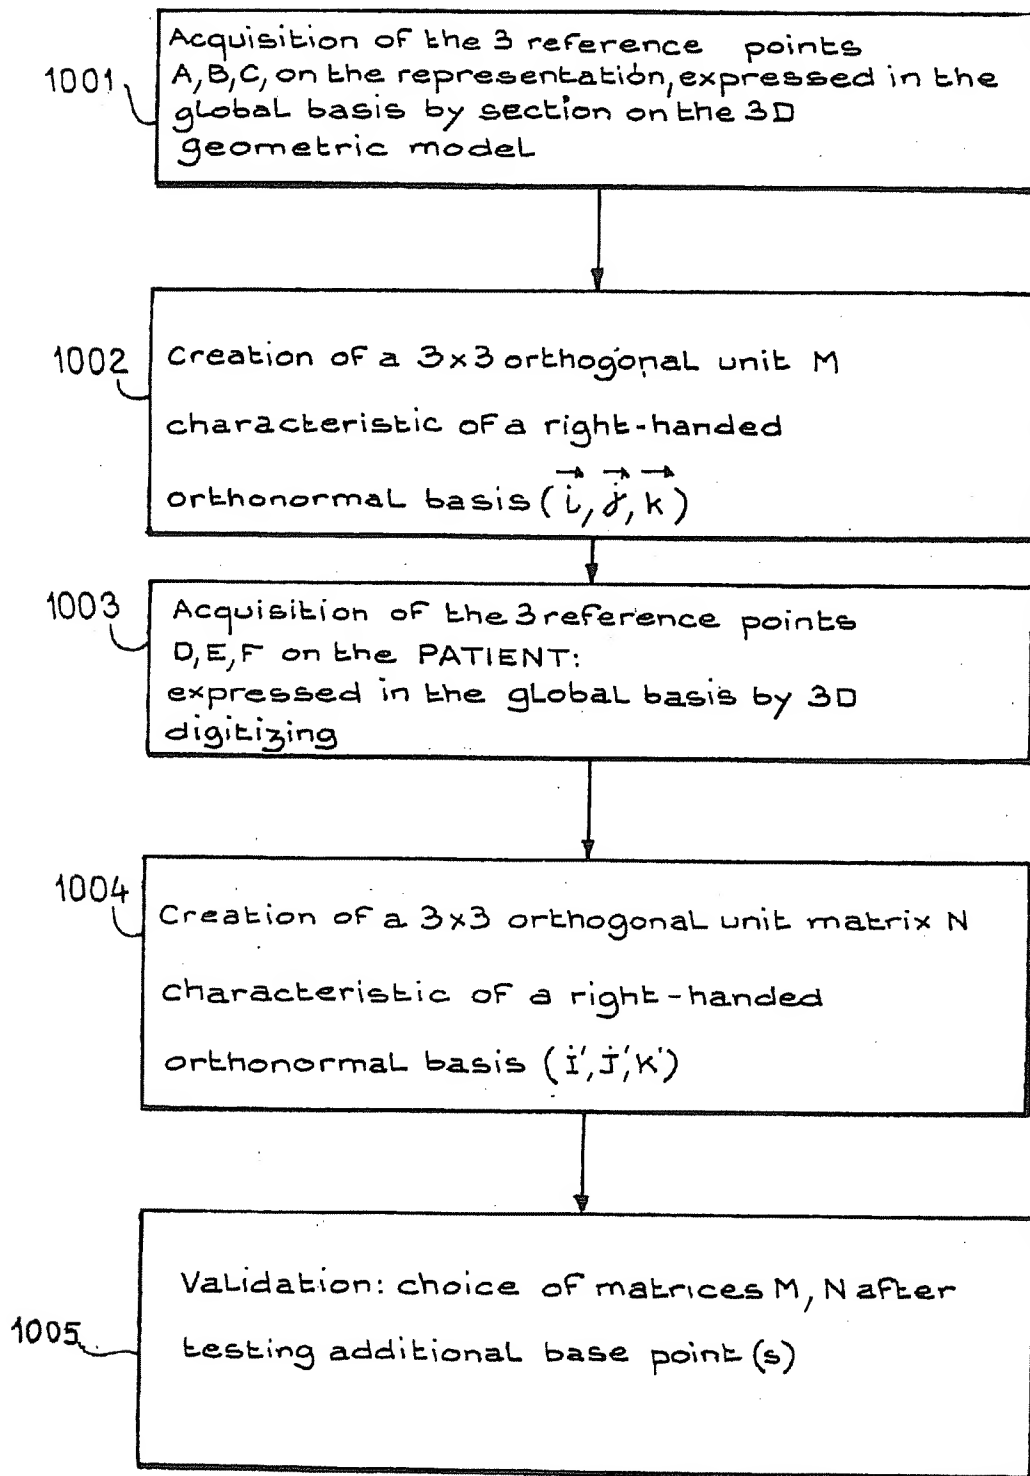 1001
Acquisition of the 3 reference points
A,B,C, on the representation, expressed in the
global basis by section on the 3D
geometric model
1002
Creation of a 3x3 orthogonal unit M
characteristic of a right-handed
orthonormal basis (i, j, k)
1003
Acquisition of the 3 reference points
D,E,F on the PATIENT:
expressed in the global basis by 3D
digitizing
1004
Creation of a 3x3 orthogonal unit matrix N
characteristic of a right-handed
orthonormal basis (i', J', K')
1005
Validation: choice of matrices M, N after
testing additional base point (s)